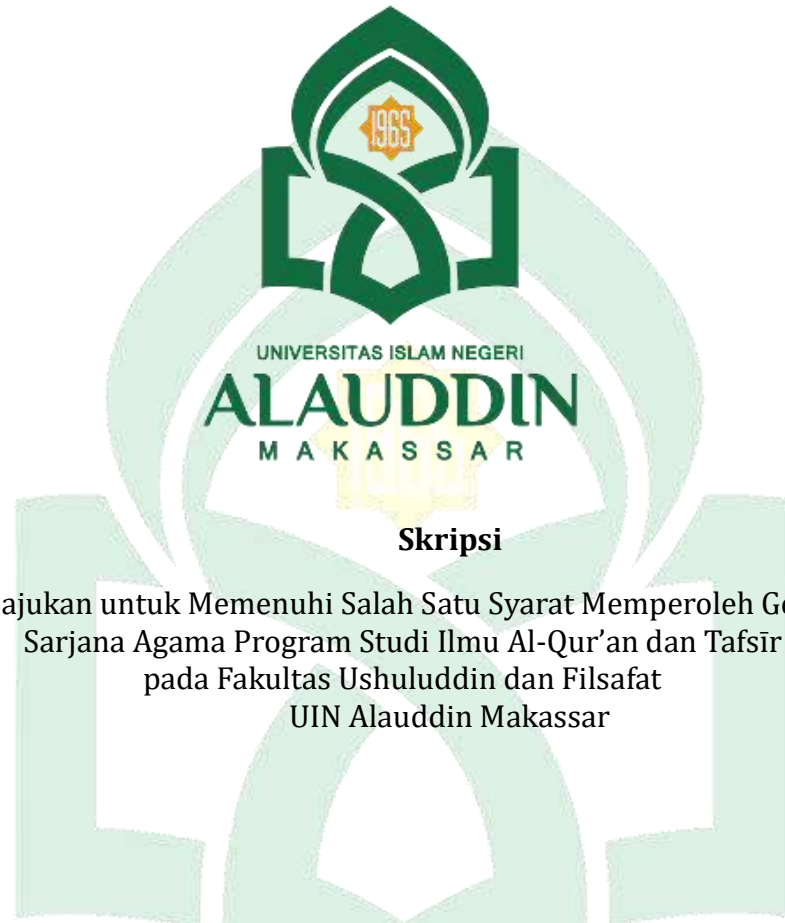 1965
UNIVERSITAS ISLAM NEGERI
ALAUDDIN
MAKASSAR
Skripsi
ajukan untuk Memenuhi Salah Satu Syarat Memperoleh Ge
Sarjana Agama Program Studi Ilmu Al-Qur’an dan Tafsīr
pada Fakultas Ushuluddin dan Filsafat
UIN Alauddin Makassar